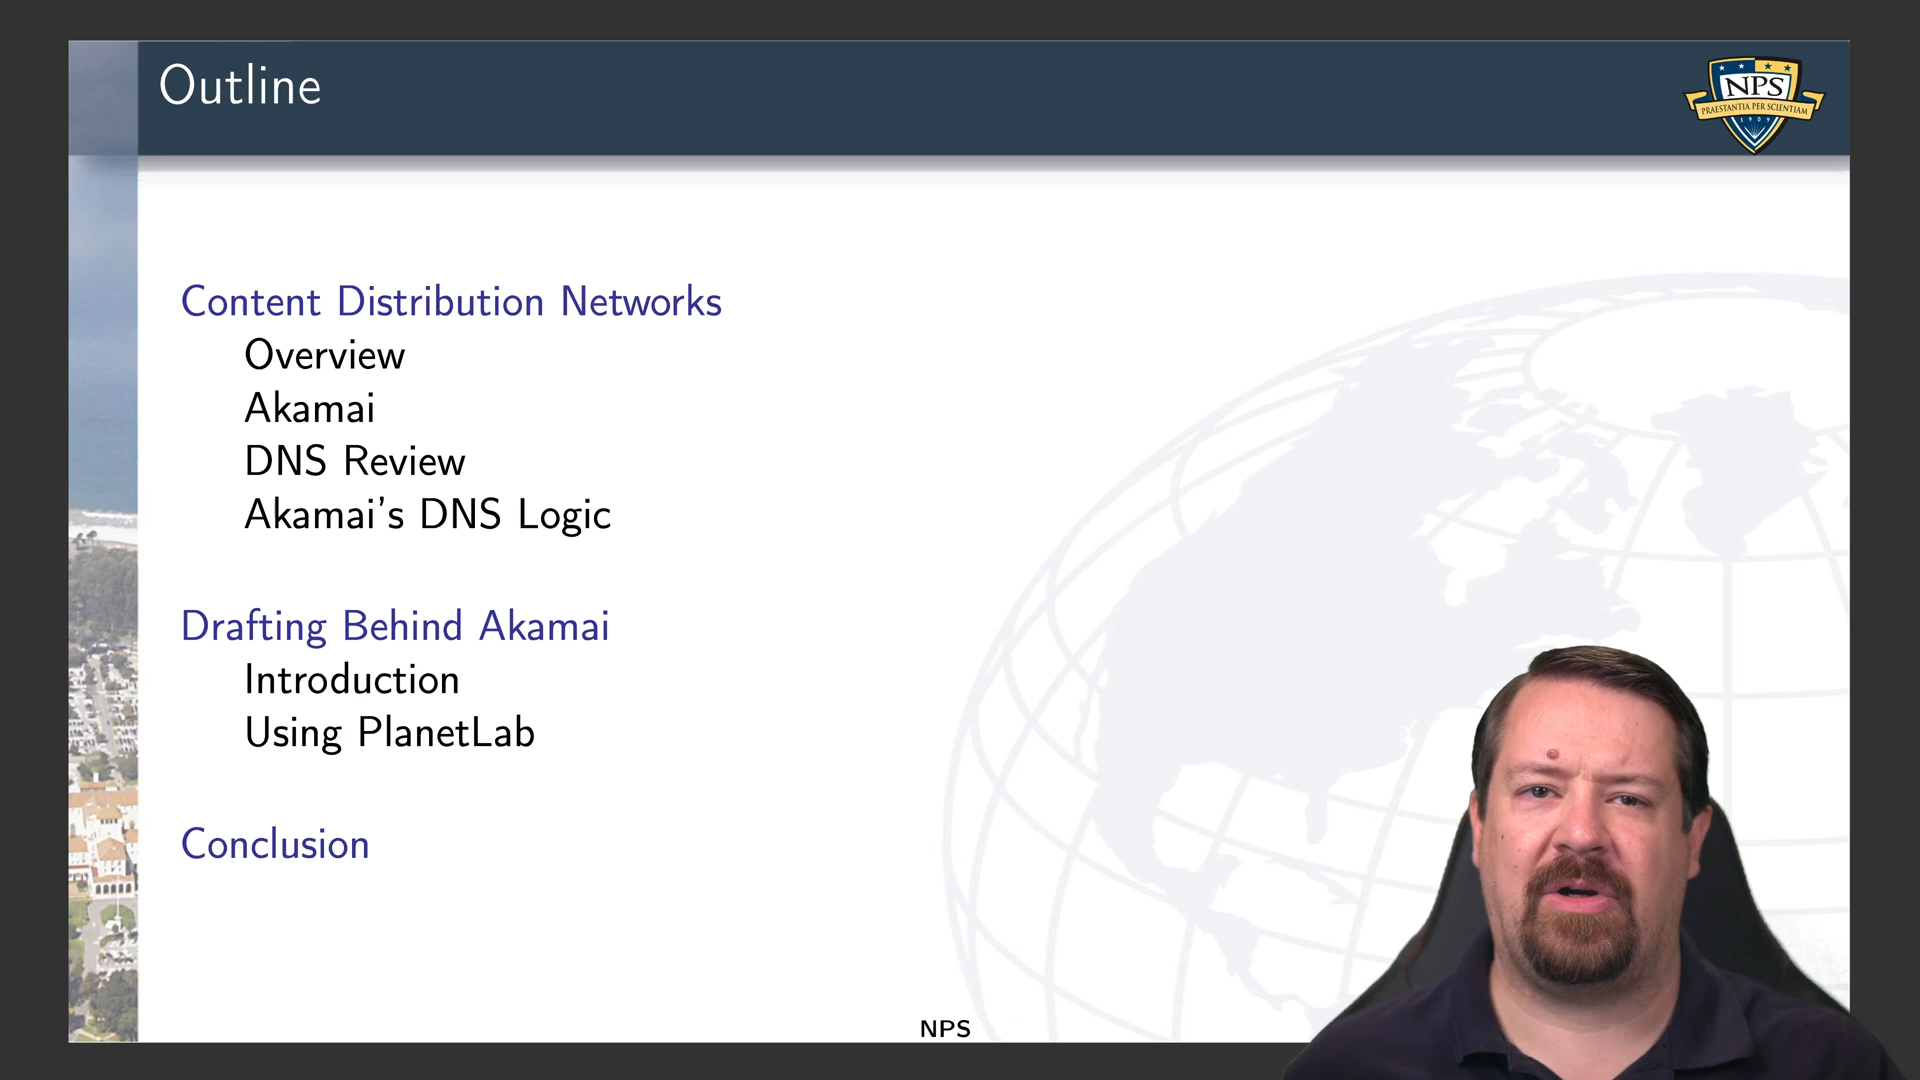 Outline
NPS
PRAESTANTIA PER SCIENTIAM
1909
Content Distribution Networks
Overview
Akamai
DNS Review
Akamai's DNS Logic
Drafting Behind Akamai
Introduction
Using PlanetLab
Conclusion
NPS